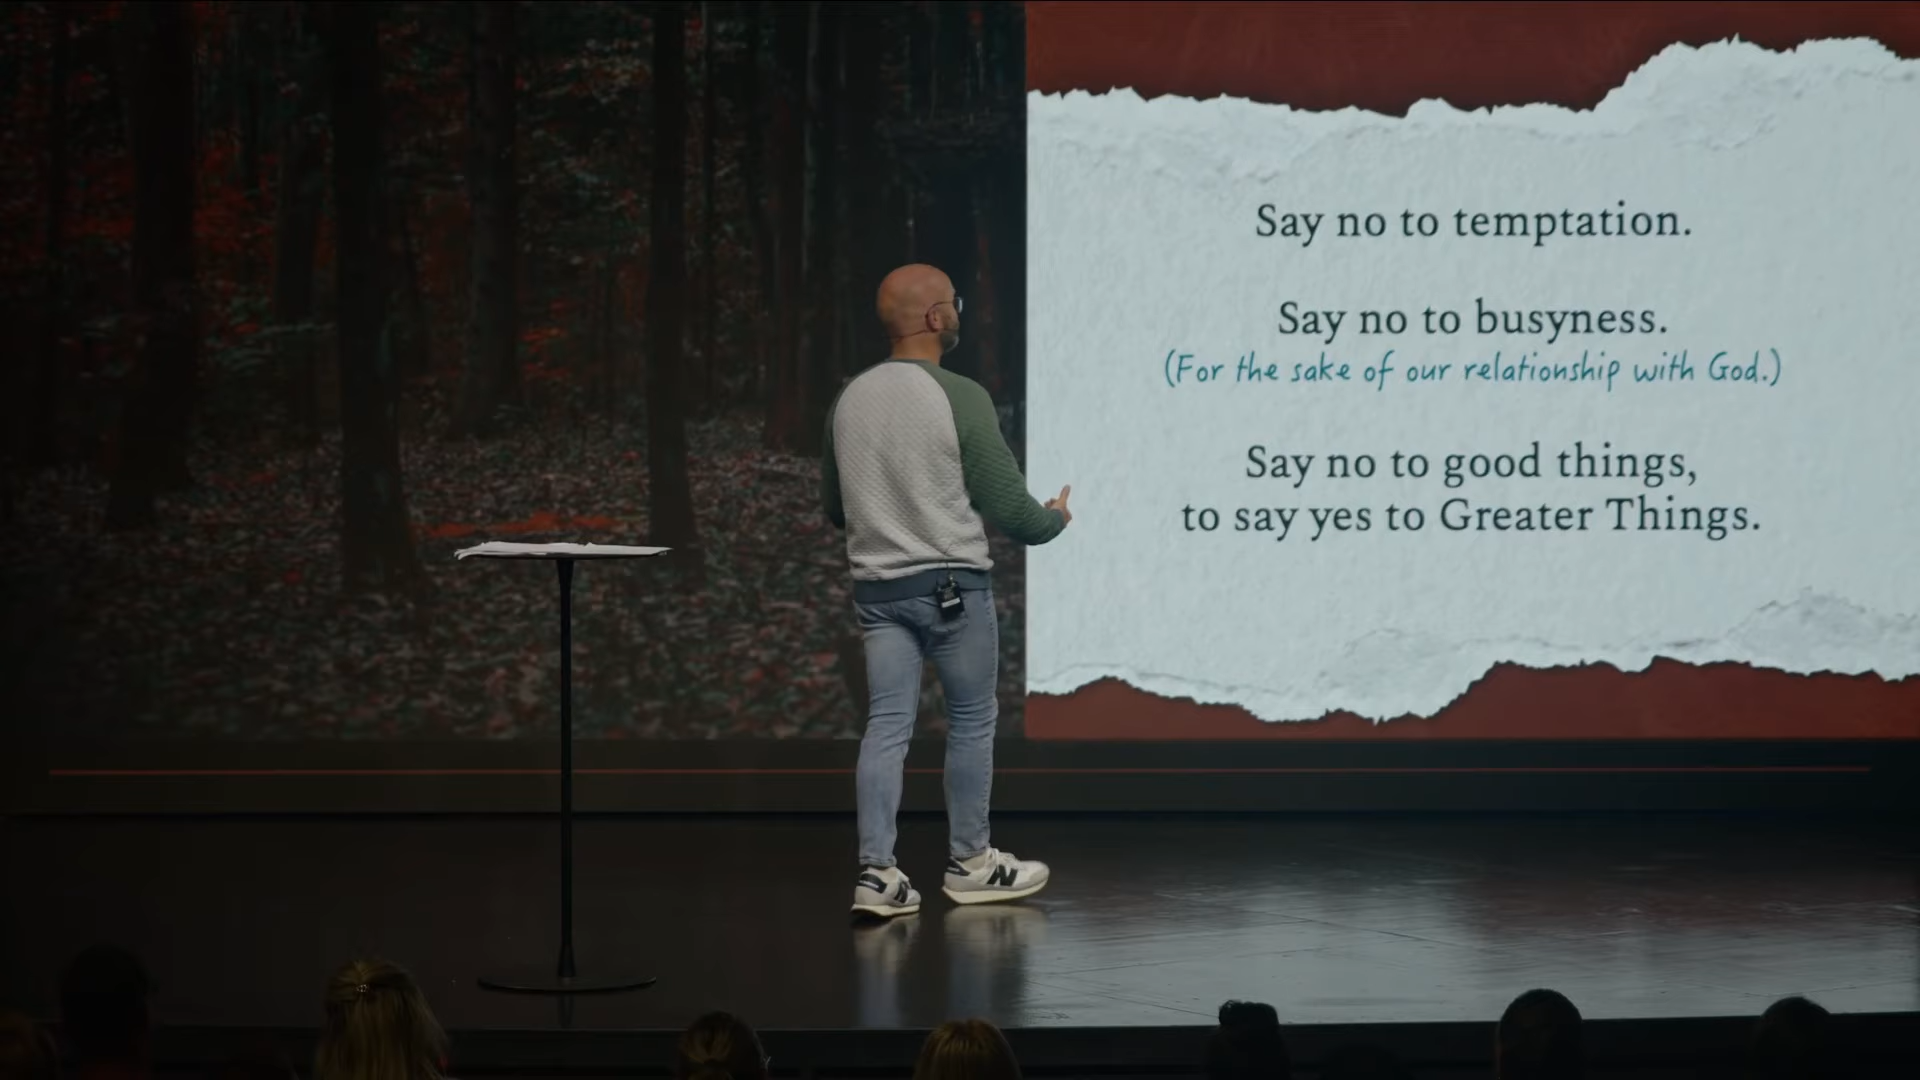 Say no to temptation.
Say no to busyness.
(For the sake of our relationship with God.)
Say no to good things,
to say yes to Greater Things.
N